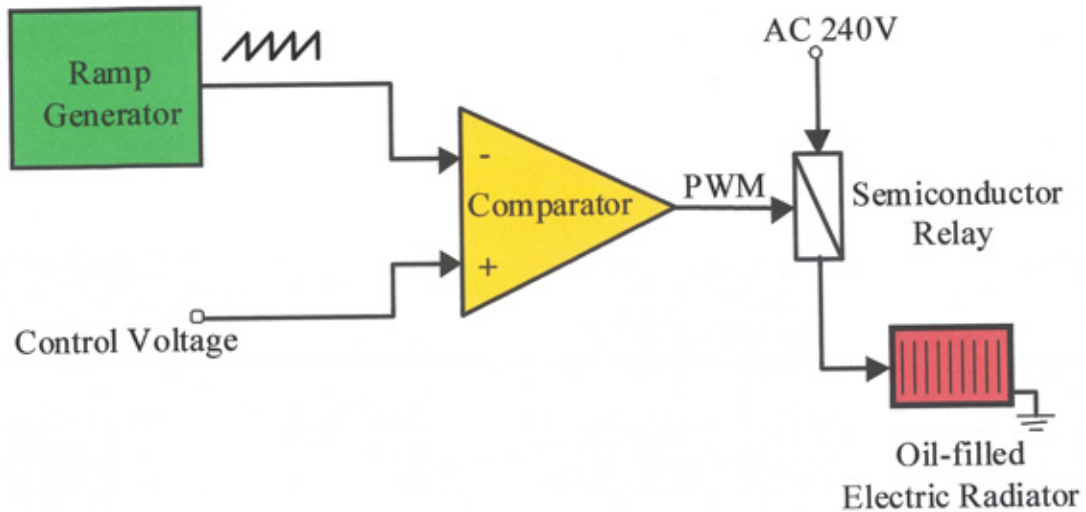 Ramp
Generator
AC 240V
-
Comparator
+
PWM
Semiconductor
Relay
Control Voltage
Oil-filled
Electric Radiator